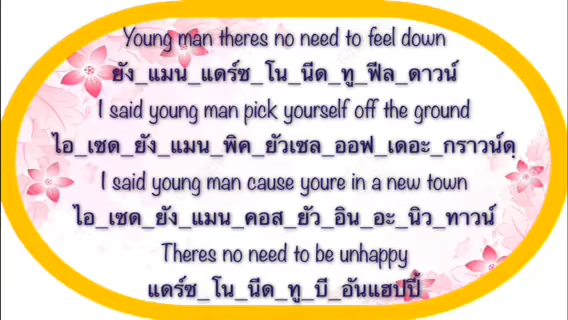 Young man theres no need to feel down
ยัง_แมน_แดร์ซ_โน_นีด_ทู_ฟีล_ดาวน์
I said young man pick yourself off the ground
ไอ_เซด_ยัง_แมน_พิค_ยัวเซล_ออฟ_เดอะ_กราวน์ดฺ
I said young man cause youre in a new town
ไอ_เซด_ยัง_แมน_คอส_ยัว_อิน_อะ_นิว_ทาวน์
Theres no need to be unhappy
แดร์ซ_โน_นีด_ทู_บี_อันแฮปปี้